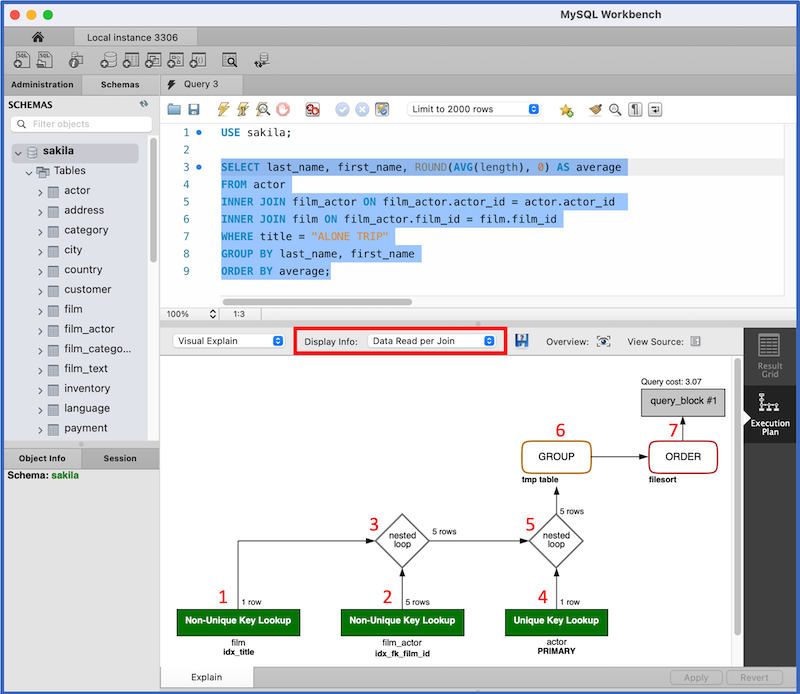 MySQL Workbench
Local instance 3306
Administration
Schemas
Query 3
SCHEMAS
Filter objects
sakila
Tables
actor
address
category
city
country
customer
film
film_actor
film_catego...
film_text
inventory
language
payment
Object Info
Session
Schema: sakila
Limit to 2000 rows
1 USE sakila;
2
3 SELECT last_name, first_name, ROUND(AVG(length), 0) AS average
4 FROM actor
5 INNER JOIN film_actor ON film_actor.actor_id = actor.actor_id
6 INNER JOIN film ON film_actor.film_id = film.film_id
7 WHERE title = "ALONE TRIP"
8 GROUP BY last_name, first_name
9 ORDER BY average;
100%
1:3
Visual Explain
Display Info:
Data Read per Join
Overview:
View Source:
Result
Grid
Execution
Plan
Query cost: 3.07
query_block #1
6
7
GROUP
ORDER
tmp table
filesort
5 rows
3
nested
loop
5 rows
5
nested
loop
1
1 row
2
5 rows
4
1 row
Non-Unique Key Lookup
Non-Unique Key Lookup
Unique Key Lookup
film
idx_title
film_actor
idx_fk_film_id
actor
PRIMARY
Explain
Apply
Revert